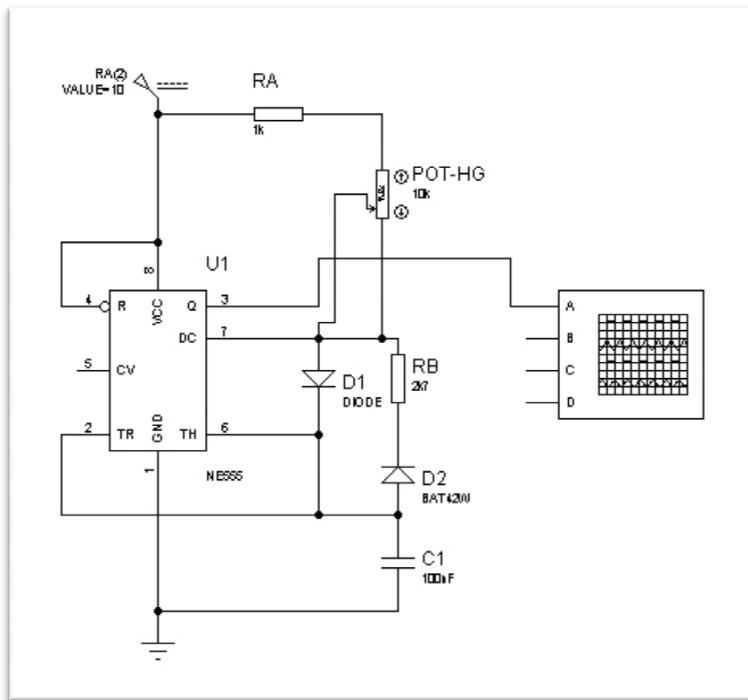 RA(2)
VALUE=10
RA
1k
POT-HG
10k
U1
8
4
R
VCC
Q
3
DC
7
5
CV
2
TR
GND
TH
6
1
NE555
D1
DIODE
RB
2k7
D2
BAT42W
C1
100nF
A
B
C
D